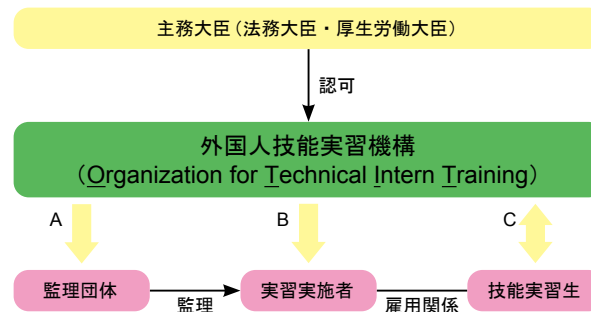 主務大臣（法務大臣・厚生労働大臣）
認可
外国人技能実習機構
（Organization for Technical Intern Training）
A
B
C
監理団体
監理
実習実施者
雇用関係
技能実習生